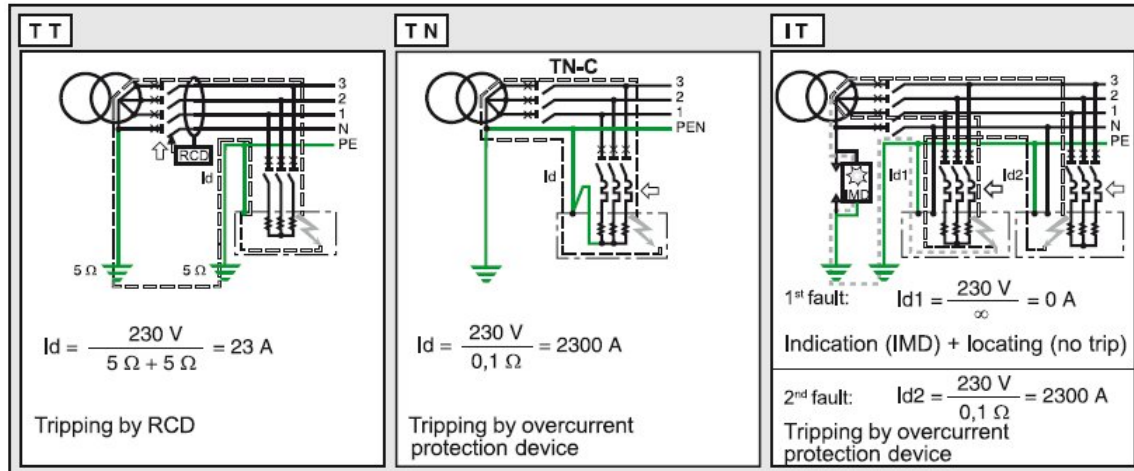 TT
3
2
1
N
PE
RCD
Id
5 Ω
5 Ω
Id = 230 V / 5 Ω + 5 Ω = 23 A
Tripping by RCD
TN
TN-C
3
2
1
PEN
Id
Id = 230 V / 0,1 Ω = 2300 A
Tripping by overcurrent
protection device
IT
3
2
1
N
PE
IMD
Id1
Id2
1st fault: Id1 = 230 V / ∞ = 0 A
Indication (IMD) + locating (no trip)
2nd fault: Id2 = 230 V / 0,1 Ω = 2300 A
Tripping by overcurrent
protection device